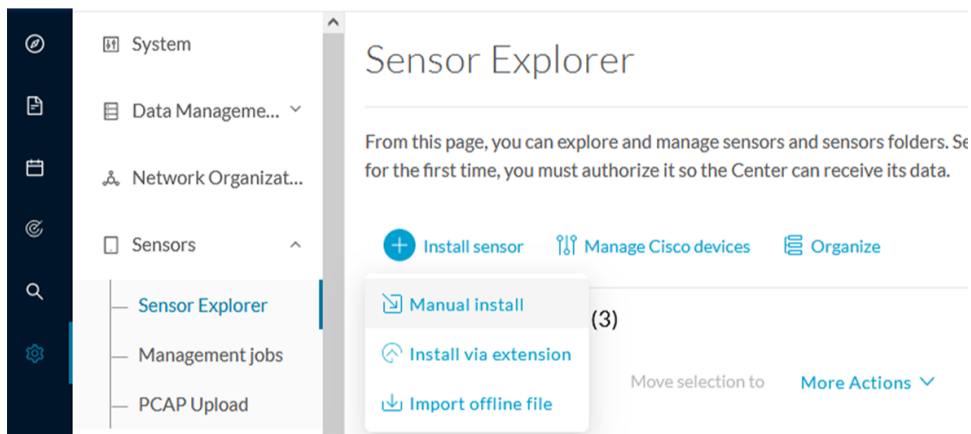 System
Data Manageme...
Network Organizat...
Sensors
Sensor Explorer
Management jobs
PCAP Upload
Sensor Explorer
From this page, you can explore and manage sensors and sensors folders. Se
for the first time, you must authorize it so the Center can receive its data.
Install sensor
Manage Cisco devices
Organize
Manual install
(3)
Install via extension
Import offline file
Move selection to
More Actions